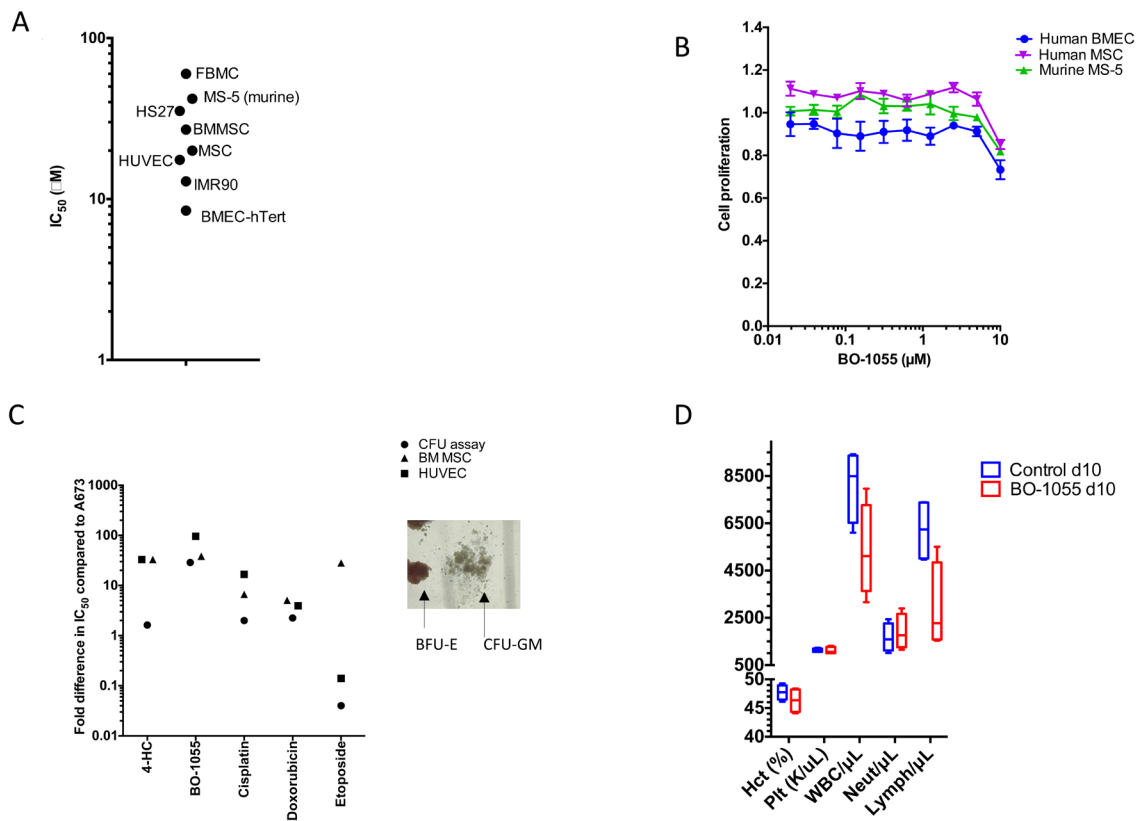 A
100
10
1
IC50 (□M)
FBMC
MS-5 (murine)
HS27
BMMSC
MSC
HUVEC
IMR90
BMEC-hTert
B
Human BMEC
Human MSC
Murine MS-5
1.4
1.2
1.0
0.8
0.6
0.4
0.2
0.0
Cell proliferation
0.01
0.1
1
10
BO-1055 (µM)
C
CFU assay
BM MSC
HUVEC
Fold difference in IC50 compared to A673
1000
100
10
1
0.1
0.01
4-HC
BO-1055
Cisplatin
Doxorubicin
Etoposide
BFU-E
CFU-GM
D
Control d10
BO-1055 d10
8500
6500
4500
2500
500
50
45
40
Hct (%)
Plt (K/uL)
WBC/µL
Neut/µL
Lymph/µL